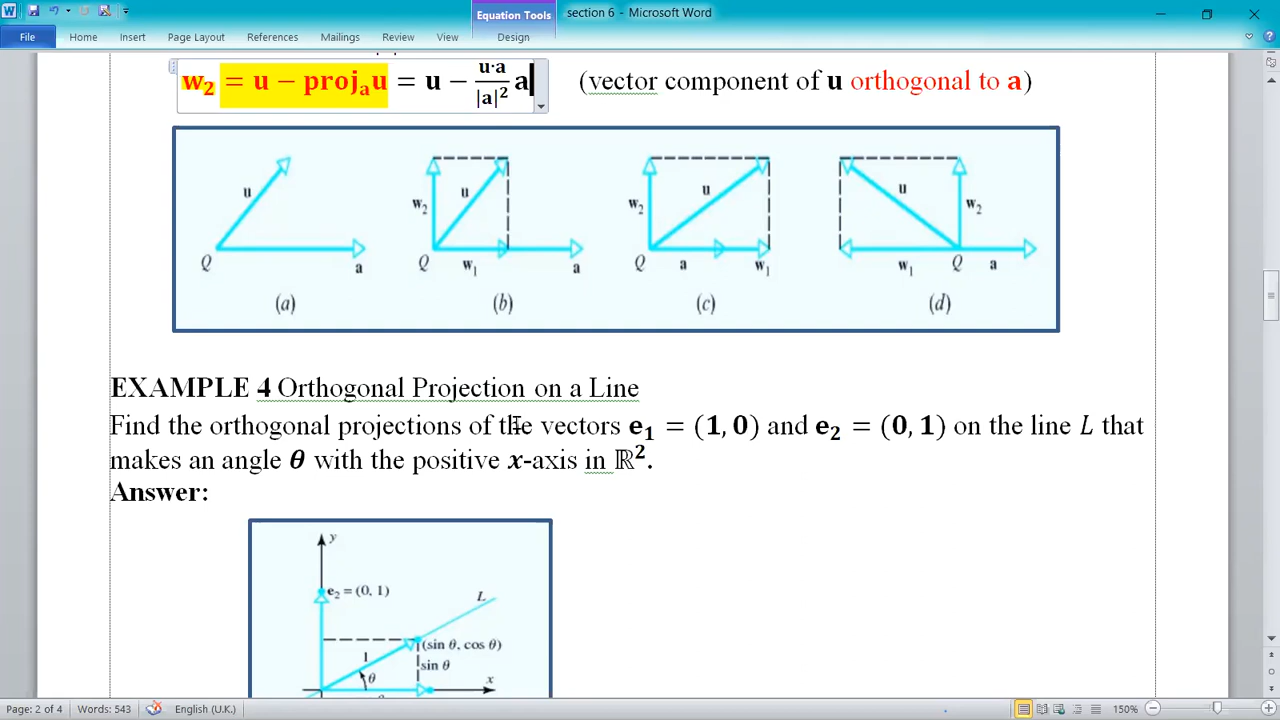 Equation Tools
section 6 - Microsoft Word
File Home Insert Page Layout References Mailings Review View Design
w₂ = u − projₐu = u − u·a/|a|² a (vector component of u orthogonal to a)
u Q a (a)
w₂ u Q w₁ a (b)
w₂ u Q a w₁ (c)
u w₂ w₁ Q a (d)
EXAMPLE 4 Orthogonal Projection on a Line
Find the orthogonal projections of the vectors e₁ = (1, 0) and e₂ = (0, 1) on the line L that
makes an angle θ with the positive x-axis in ℝ².
Answer:
y
e₂ = (0, 1)
L
(sin θ, cos θ)
1 sin θ
θ x
Page: 2 of 4 Words: 543 English (U.K.) 150%